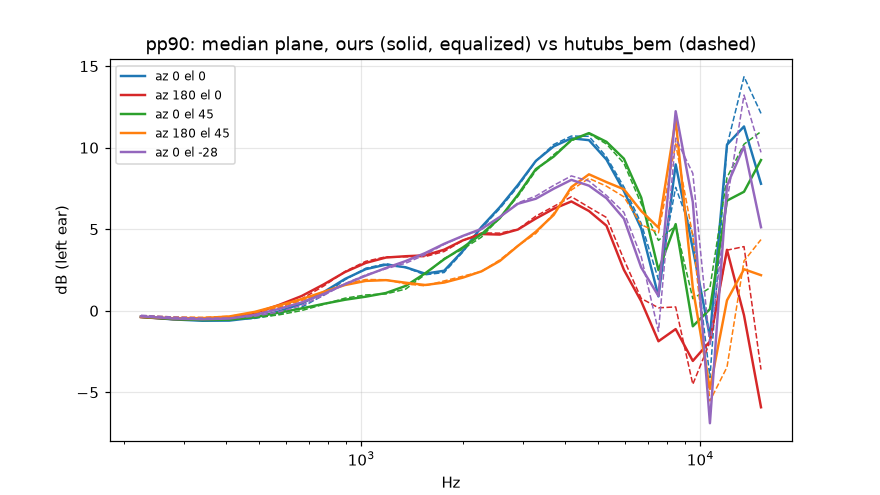 pp90: median plane, ours (solid, equalized) vs hutubs_bem (dashed)
15
10
5
0
−5
dB (left ear)
az 0 el 0
az 180 el 0
az 0 el 45
az 180 el 45
az 0 el -28
10³
10⁴
Hz